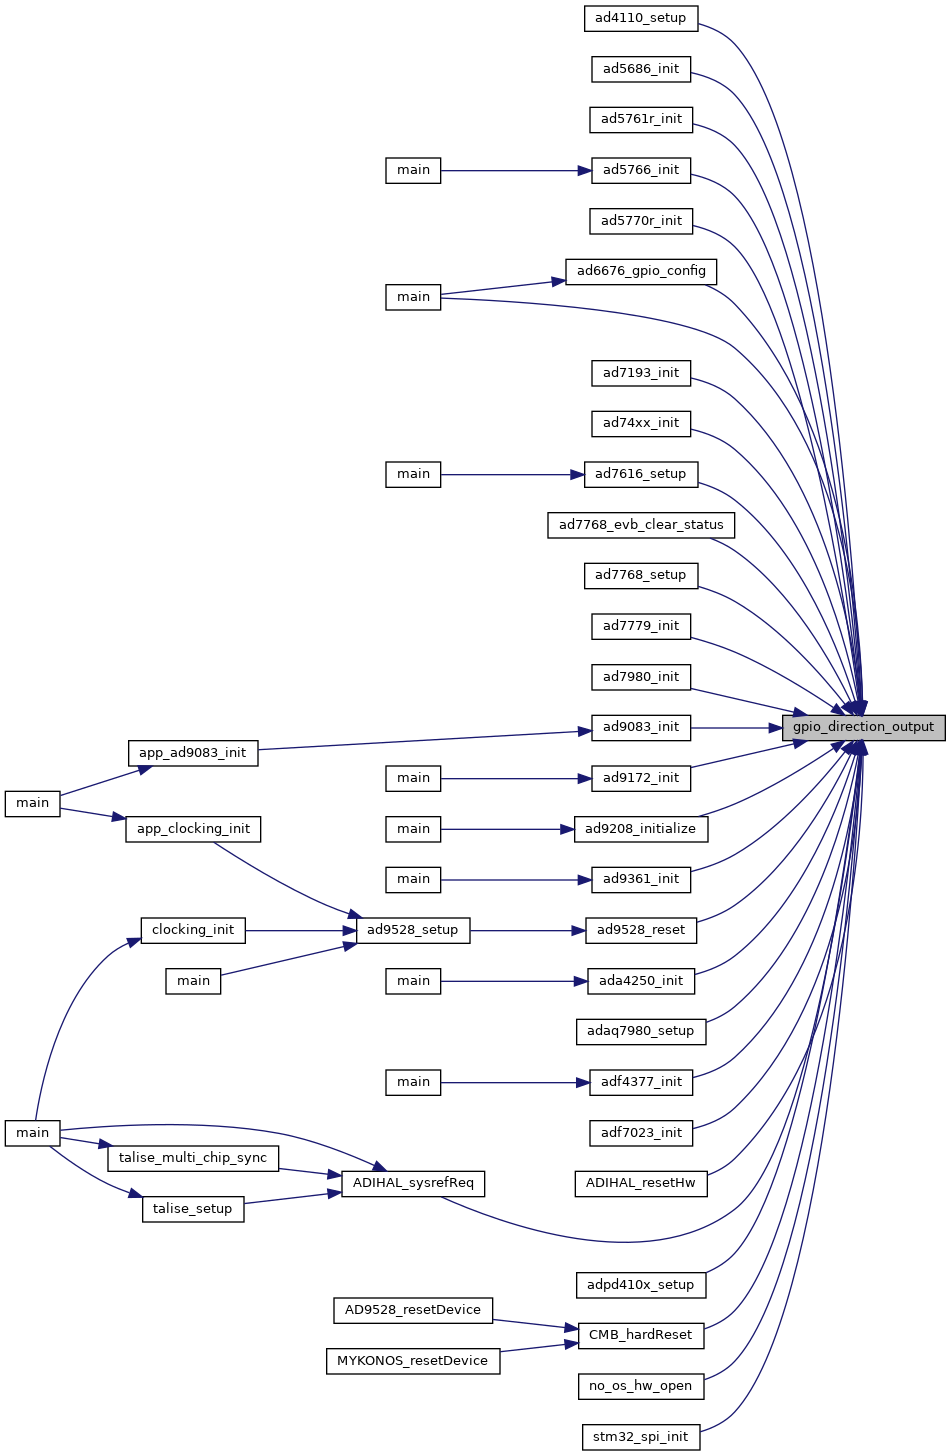 ad4110_setup
ad5686_init
ad5761r_init
main
ad5766_init
ad5770r_init
ad6676_gpio_config
main
ad7193_init
ad74xx_init
main
ad7616_setup
ad7768_evb_clear_status
ad7768_setup
ad7779_init
ad7980_init
gpio_direction_output
ad9083_init
app_ad9083_init
main
ad9172_init
main
app_clocking_init
main
ad9208_initialize
main
ad9361_init
clocking_init
ad9528_setup
ad9528_reset
main
main
ada4250_init
adaq7980_setup
main
adf4377_init
main
adf7023_init
talise_multi_chip_sync
ADIHAL_sysrefReq
ADIHAL_resetHw
talise_setup
adpd410x_setup
AD9528_resetDevice
CMB_hardReset
MYKONOS_resetDevice
no_os_hw_open
stm32_spi_init